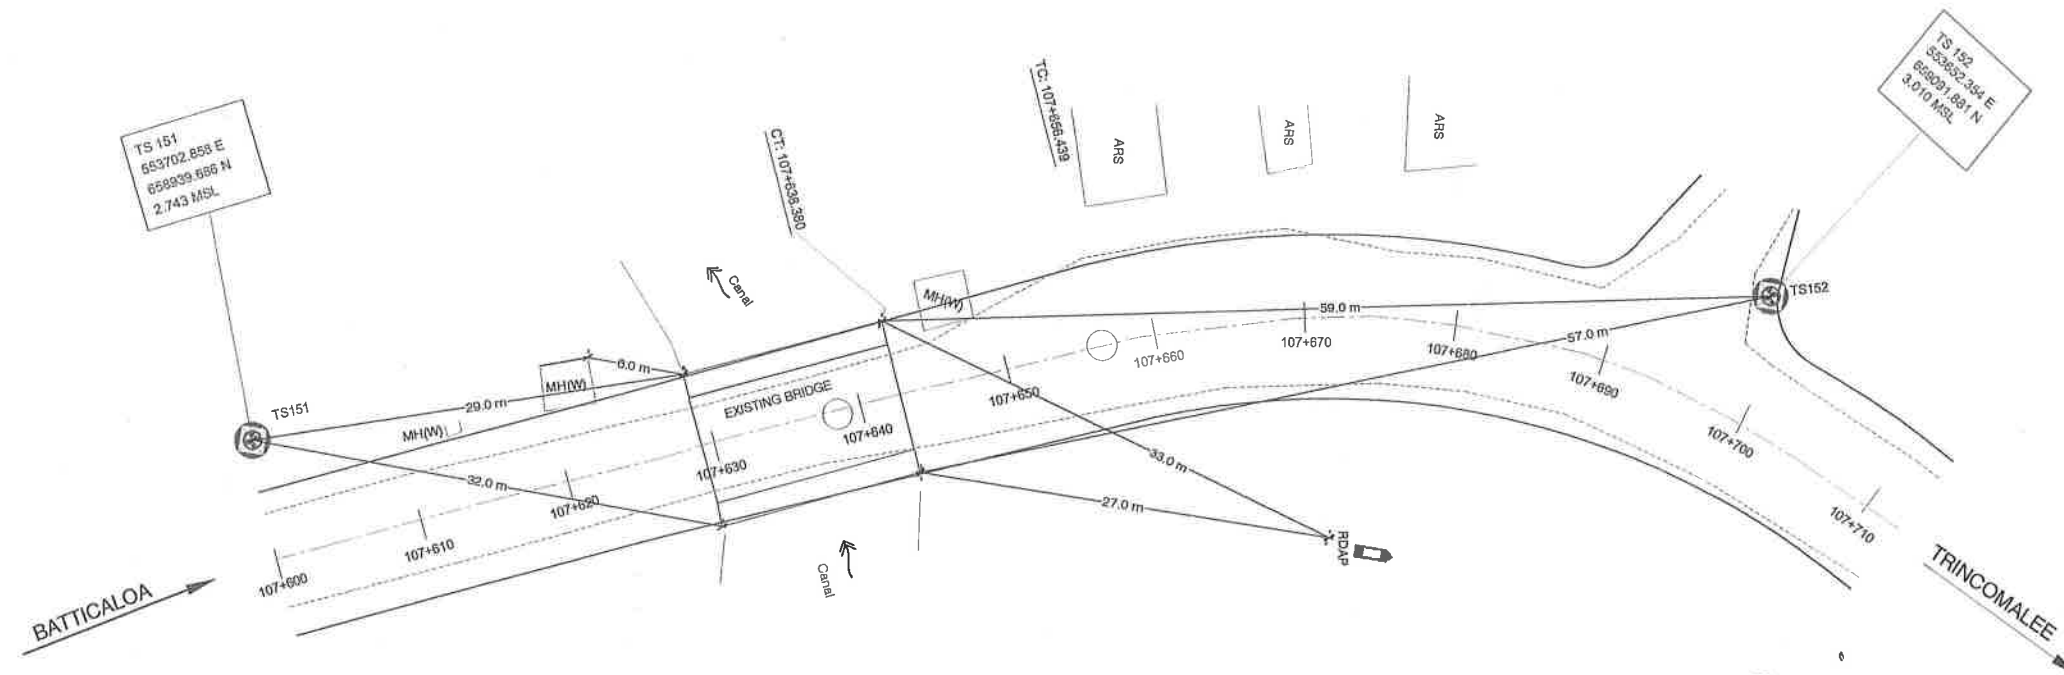 TS 151
553702.858 E
658939.686 N
2.743 MSL
TS 152
553652.354 E
659091.881 N
3.010 MSL
TC: 107+656.439
CT: 107+638.380
ARS
ARS
ARS
Canal
MH(W)
TS152
59.0 m
57.0 m
6.0 m
MH(W)
29.0 m
TS151
MH(W)
EXISTING BRIDGE
32.0 m
33.0 m
27.0 m
RDAP
Canal
107+600
107+610
107+620
107+630
107+640
107+650
107+660
107+670
107+680
107+690
107+700
107+710
BATTICALOA
TRINCOMALEE